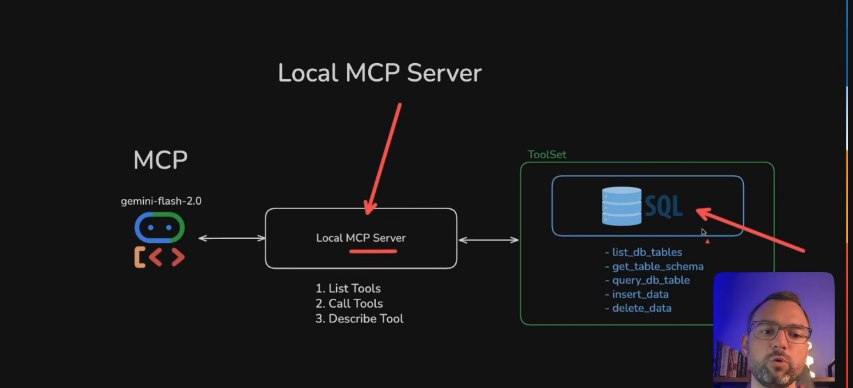 Local MCP Server
MCP
gemini-flash-2.0
Local MCP Server
1. List Tools
2. Call Tools
3. Describe Tool
ToolSet
SQL
- list_db_tables
- get_table_schema
- query_db_table
- insert_data
- delete_data